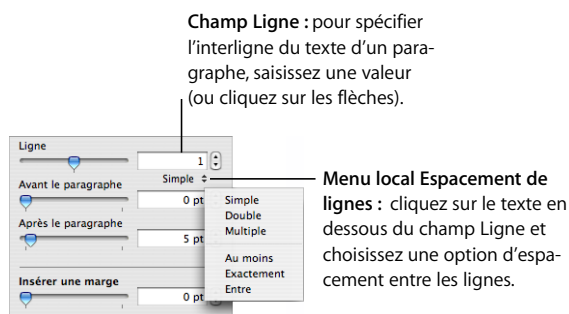 Champ Ligne : pour spécifier
l'interligne du texte d'un para-
graphe, saisissez une valeur
(ou cliquez sur les flèches).
Ligne
1
Simple
Avant le paragraphe
0 pt
Après le paragraphe
5 pt
Insérer une marge
0 pt
Simple
Double
Multiple
Au moins
Exactement
Entre
Menu local Espacement de
lignes : cliquez sur le texte en
dessous du champ Ligne et
choisissez une option d'espa-
cement entre les lignes.